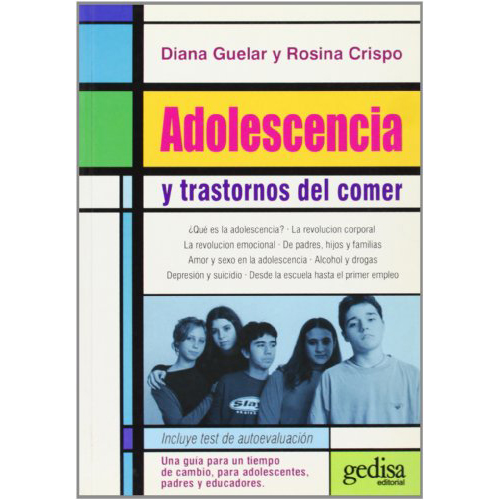 Diana Guelar y Rosina Crispo
Adolescencia
y trastornos del comer
¿Qué es la adolescencia? · La revolucion corporal
La revolucion emocional · De padres, hijos y familias
Amor y sexo en la adolescencia · Alcohol y drogas
Depresión y suicidio · Desde la escuela hasta el primer empleo
Incluye test de autoevaluación
Una guía para un tiempo
de cambio, para adolescentes,
padres y educadores.
gedisa
editorial